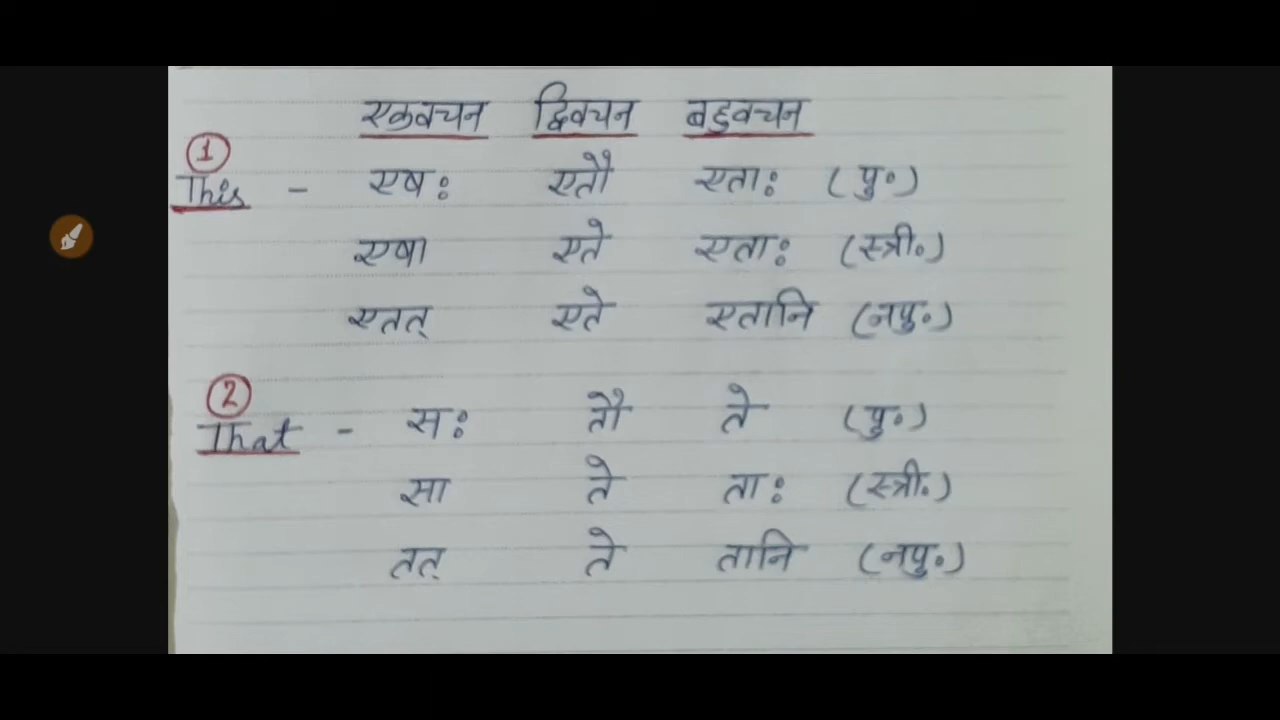 एकवचन द्विवचन बहुवचन
①
This - एषः एतौ एताः (पु०)
एषा एते एताः (स्त्री०)
एतत् एते एतानि (नपु०)
②
That - सः तौ ते (पु०)
सा ते ताः (स्त्री०)
तत् ते तानि (नपु०)